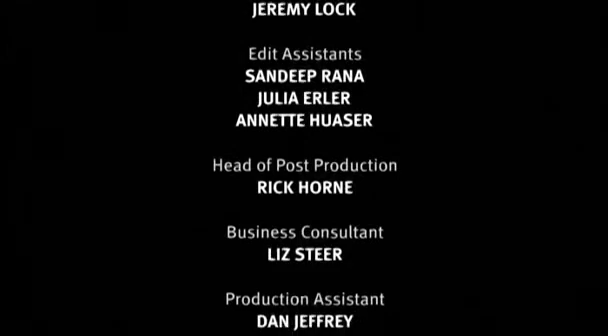 JEREMY LOCK
Edit Assistants
SANDEEP RANA
JULIA ERLER
ANNETTE HUASER
Head of Post Production
RICK HORNE
Business Consultant
LIZ STEER
Production Assistant
DAN JEFFREY